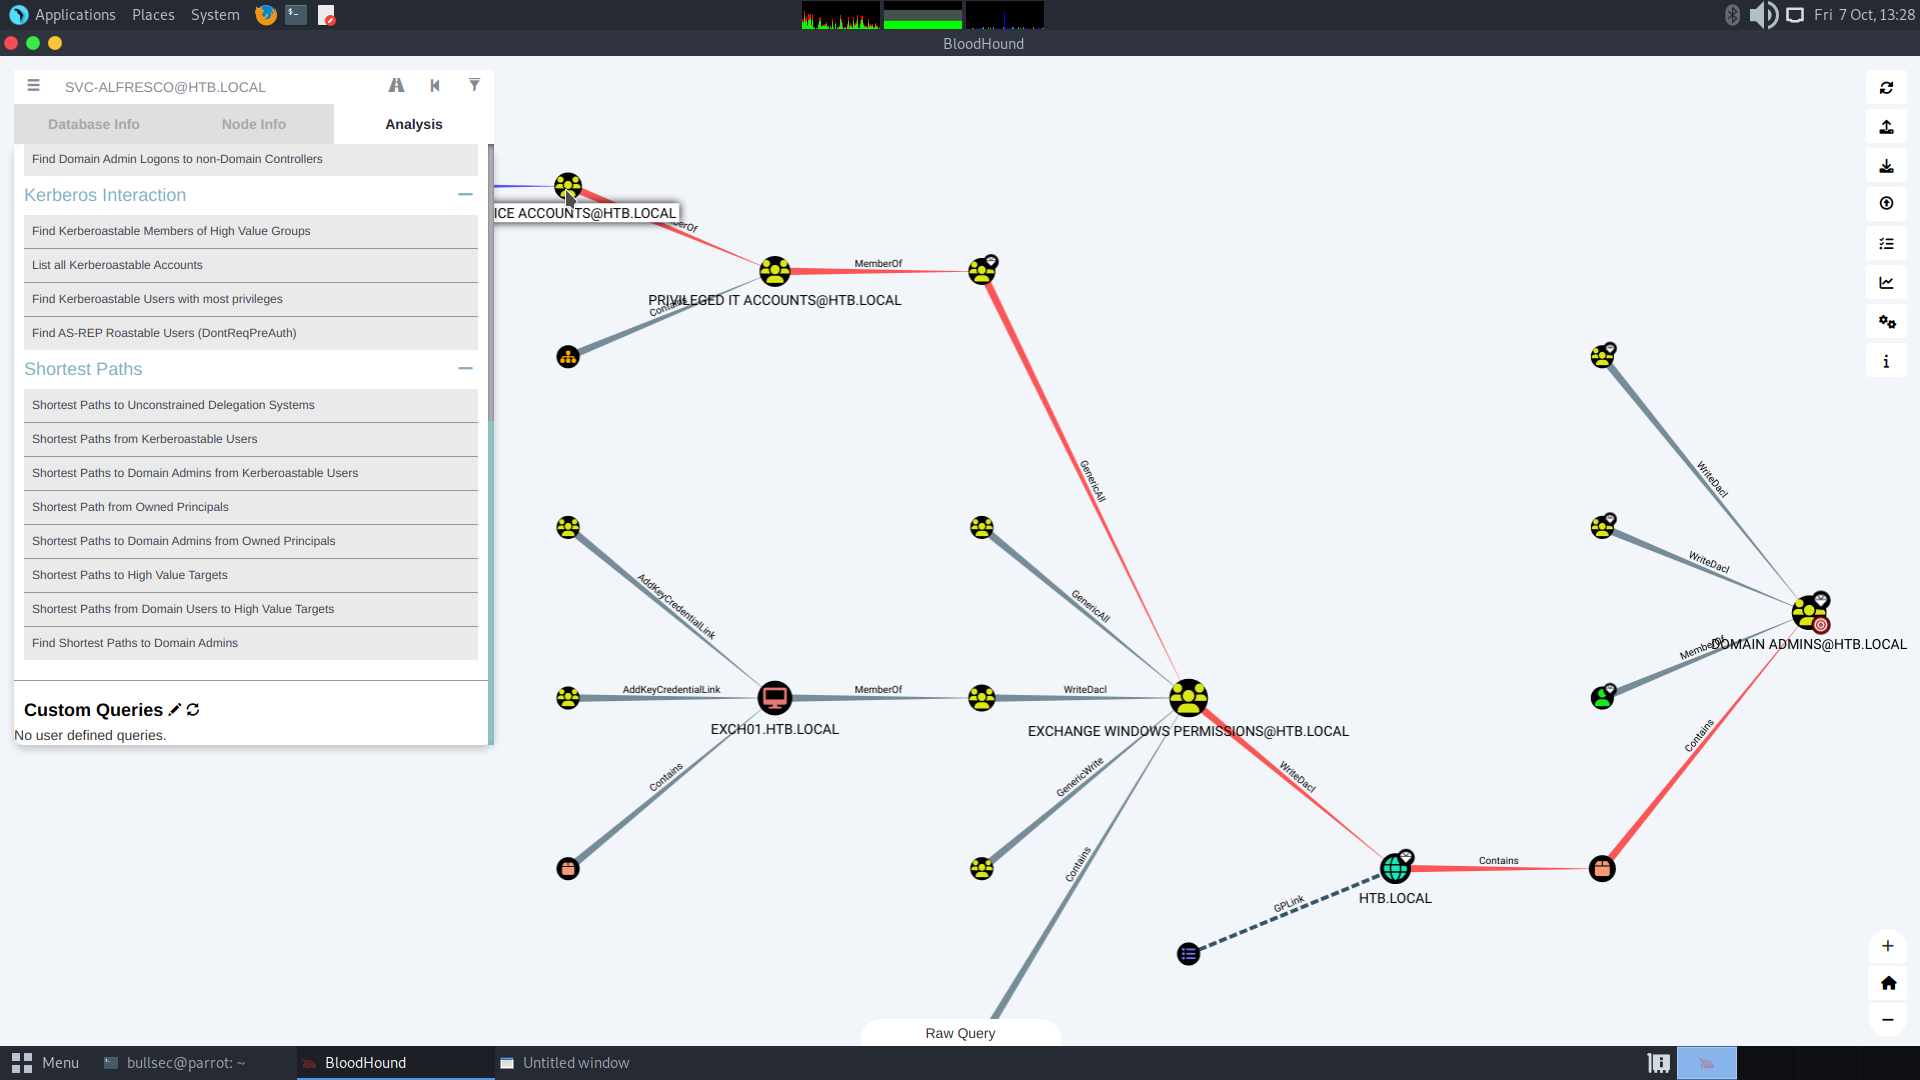 Applications Places System
Fri 7 Oct, 13:28
BloodHound
SVC-ALFRESCO@HTB.LOCAL
Database Info
Node Info
Analysis
Find Domain Admin Logons to non-Domain Controllers
Kerberos Interaction
Find Kerberoastable Members of High Value Groups
List all Kerberoastable Accounts
Find Kerberoastable Users with most privileges
Find AS-REP Roastable Users (DontReqPreAuth)
Shortest Paths
Shortest Paths to Unconstrained Delegation Systems
Shortest Paths from Kerberoastable Users
Shortest Paths to Domain Admins from Kerberoastable Users
Shortest Path from Owned Principals
Shortest Paths to Domain Admins from Owned Principals
Shortest Paths to High Value Targets
Shortest Paths from Domain Users to High Value Targets
Find Shortest Paths to Domain Admins
Custom Queries
No user defined queries.
ICE ACCOUNTS@HTB.LOCAL
berOf
MemberOf
PRIVILEGED IT ACCOUNTS@HTB.LOCAL
Contains
GenericAll
WriteDacl
AddKeyCredentialLink
GenericAll
WriteDacl
MemberOf
DOMAIN ADMINS@HTB.LOCAL
AddKeyCredentialLink
MemberOf
WriteDacl
EXCH01.HTB.LOCAL
EXCHANGE WINDOWS PERMISSIONS@HTB.LOCAL
Contains
Contains
GenericWrite
WriteDacl
Contains
Contains
HTB.LOCAL
GPLink
Raw Query
Menu
bullsec@parrot: ~
BloodHound
Untitled window